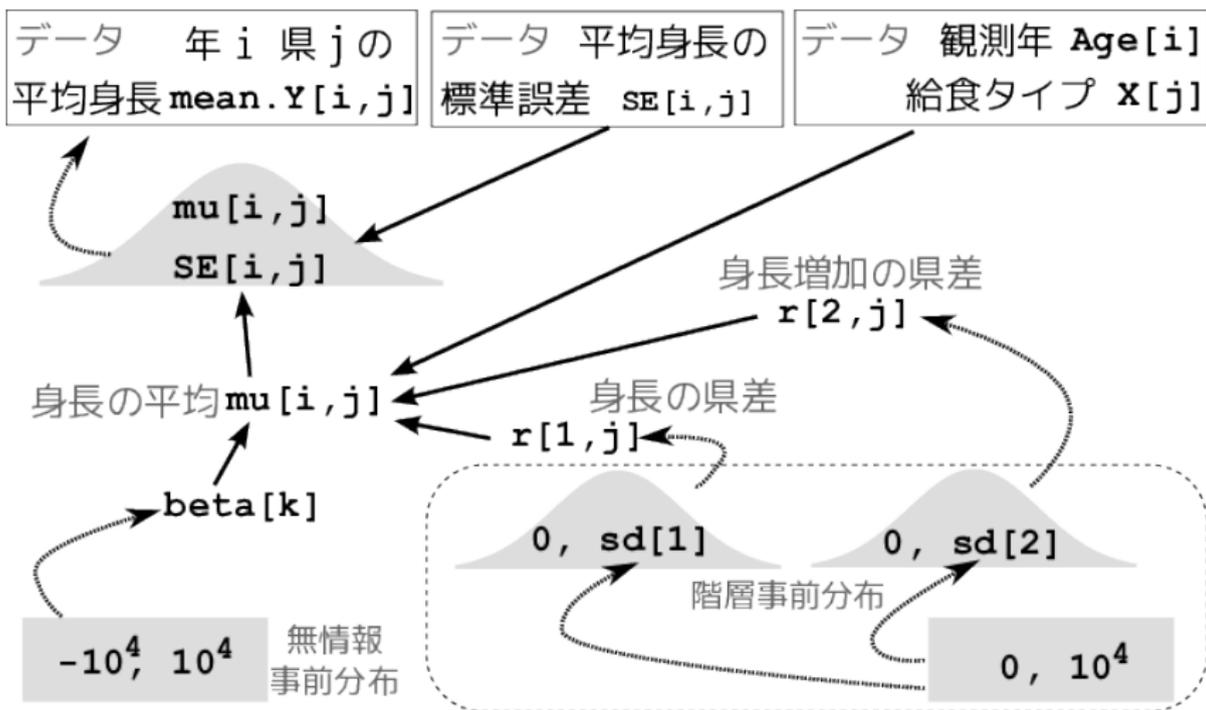 データ 年 i 県 j の
平均身長 mean.Y[i,j]
データ 平均身長の
標準誤差 SE[i,j]
データ 観測年 Age[i]
給食タイプ X[j]
mu[i,j]
SE[i,j]
身長増加の県差
r[2,j]
身長の平均 mu[i,j]
身長の県差
r[1,j]
beta[k]
0, sd[1]
0, sd[2]
階層事前分布
-10⁴, 10⁴
無情報
事前分布
0, 10⁴